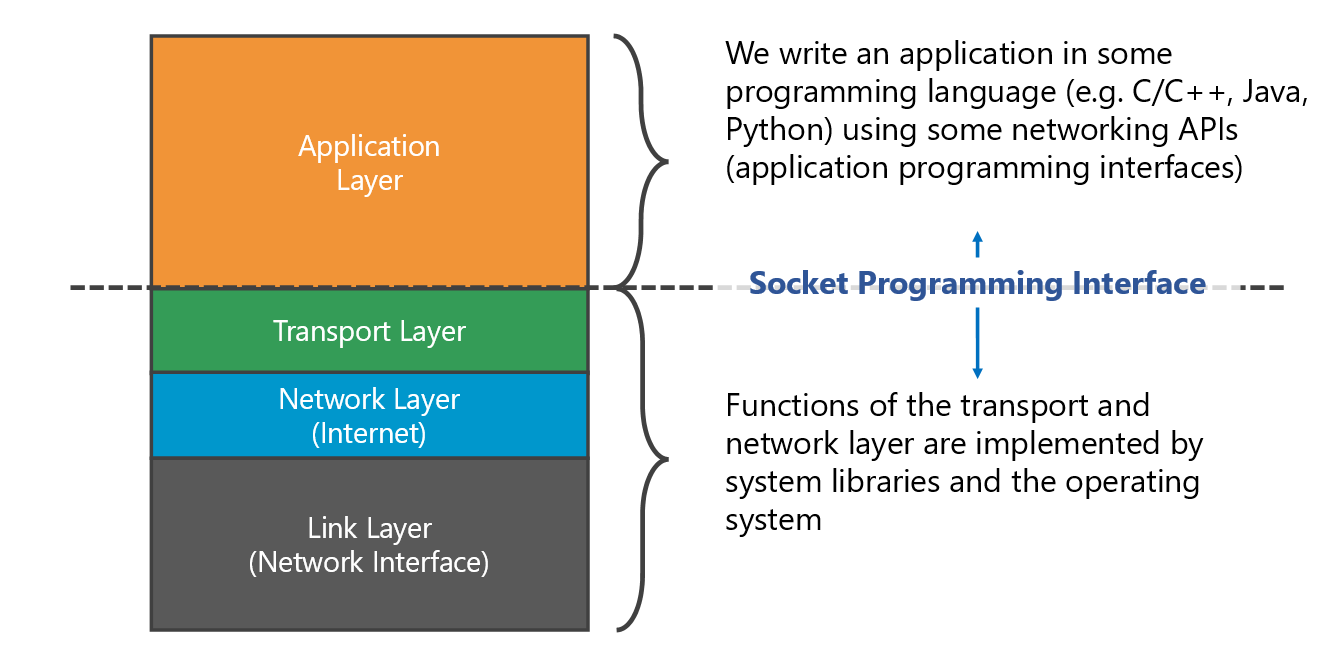 Application
Layer
We write an application in some
programming language (e.g. C/C++, Java,
Python) using some networking APIs
(application programming interfaces)
Socket Programming Interface
Transport Layer
Network Layer
(Internet)
Link Layer
(Network Interface)
Functions of the transport and
network layer are implemented by
system libraries and the operating
system